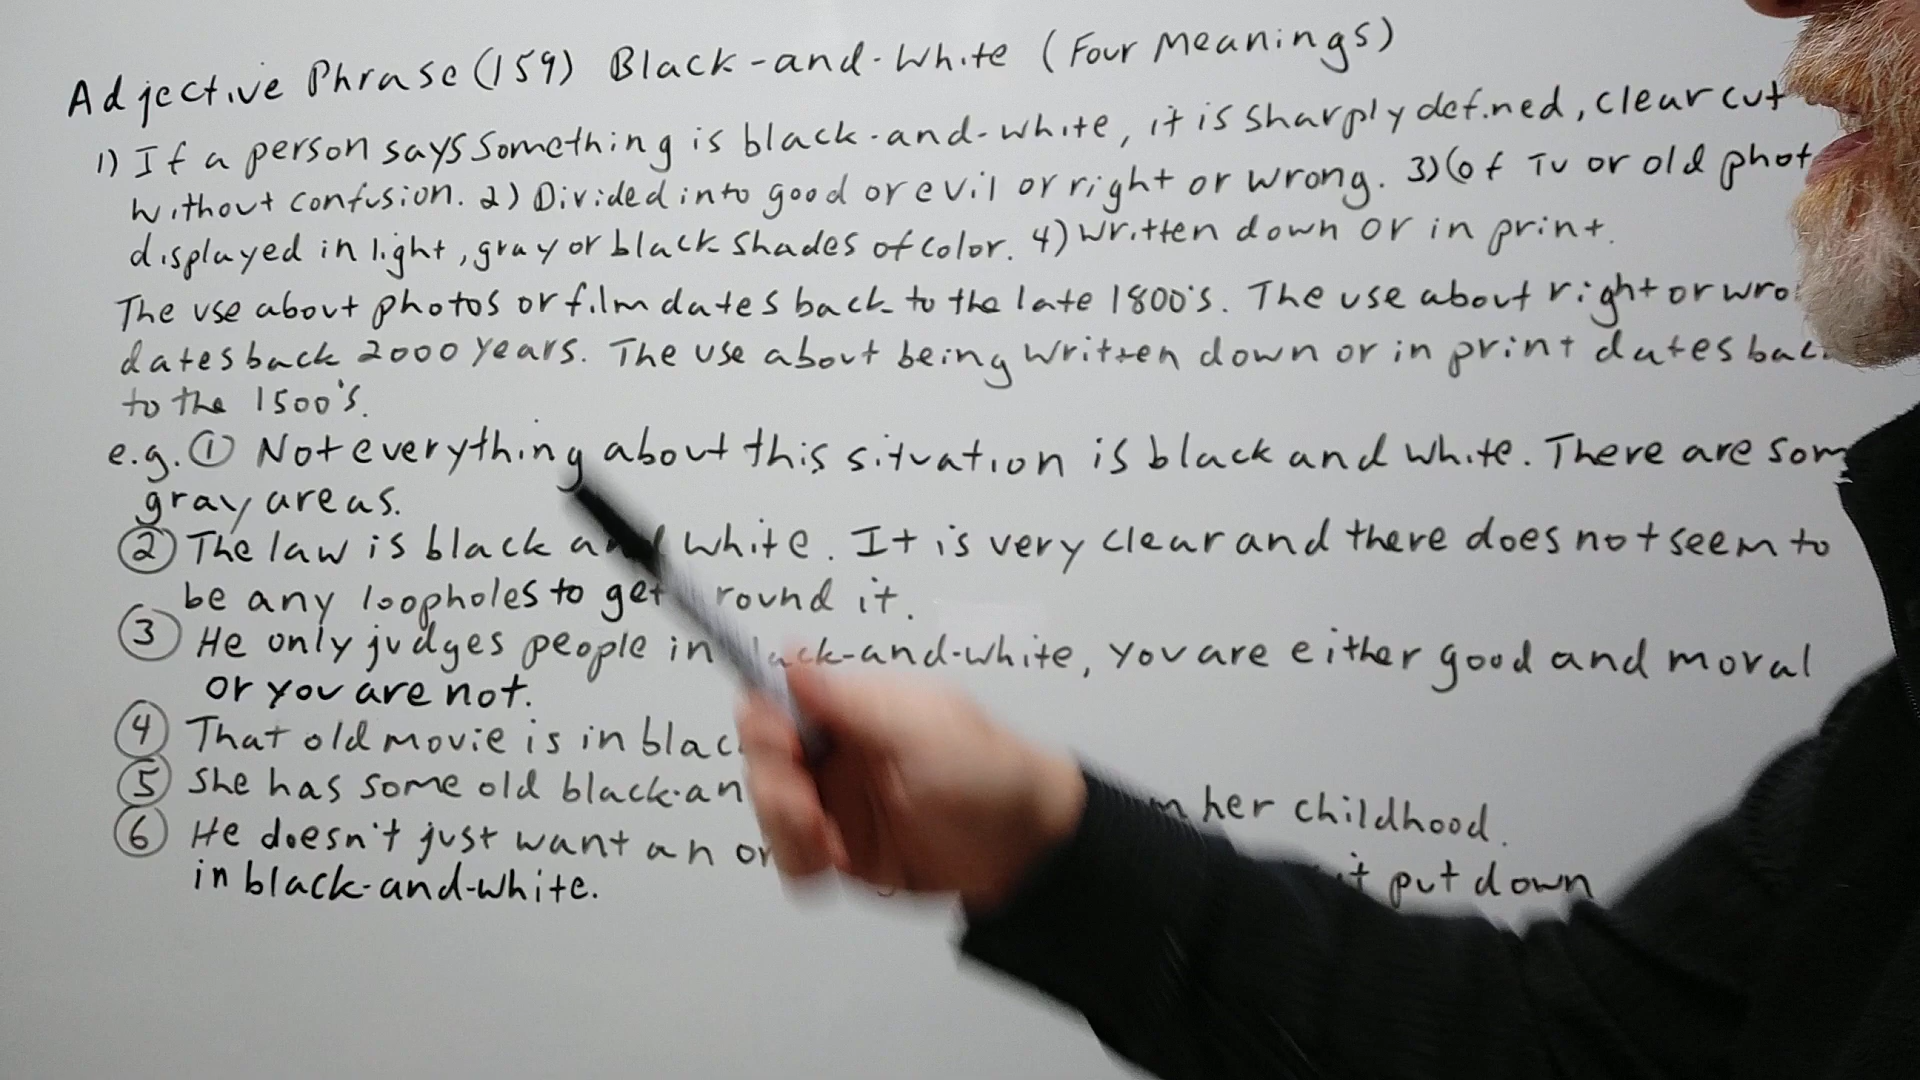 Adjective Phrase (159) Black-and-White (Four Meanings)
1) If a person says something is black-and-white, it is sharply defined, clear cut
without confusion. 2) Divided into good or evil or right or wrong. 3) (of TV or old
displayed in light, gray or black shades of color. 4) Written down or in print.
The use about photos or film dates back to the late 1800's. The use about right or
dates back 2000 years. The use about being written down or in print dates
to the 1500's.
e.g. ① Not everything about this situation is black and white. There are
gray areas.
② The law is black and white. It is very clear and there does not seem to
be any loopholes to get round it.
③ He only judges people in -and-white, you are either good and moral
or you are not.
④ That old movie is in
⑤ She has some old her childhood.
⑥ He doesn't just want an put down
in black-and-white.